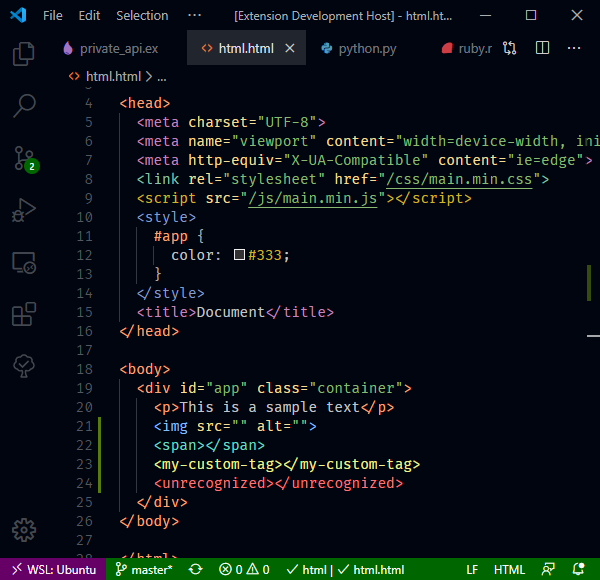 File Edit Selection ··· [Extension Development Host] - html.ht...
private_api.ex html.html python.py ruby.r ···
html.html > ...
4 <head>
5 <meta charset="UTF-8">
6 <meta name="viewport" content="width=device-width, ini
7 <meta http-equiv="X-UA-Compatible" content="ie=edge">
8 <link rel="stylesheet" href="/css/main.min.css">
9 <script src="/js/main.min.js"></script>
10 <style>
11 #app {
12 color: #333;
13 }
14 </style>
15 <title>Document</title>
16 </head>
17
18 <body>
19 <div id="app" class="container">
20 <p>This is a sample text</p>
21 <img src="" alt="">
22 <span></span>
23 <my-custom-tag></my-custom-tag>
24 <unrecognized></unrecognized>
25 </div>
26 </body>
27
28 </html>
2
WSL: Ubuntu master* 0 0 html | html.html LF HTML